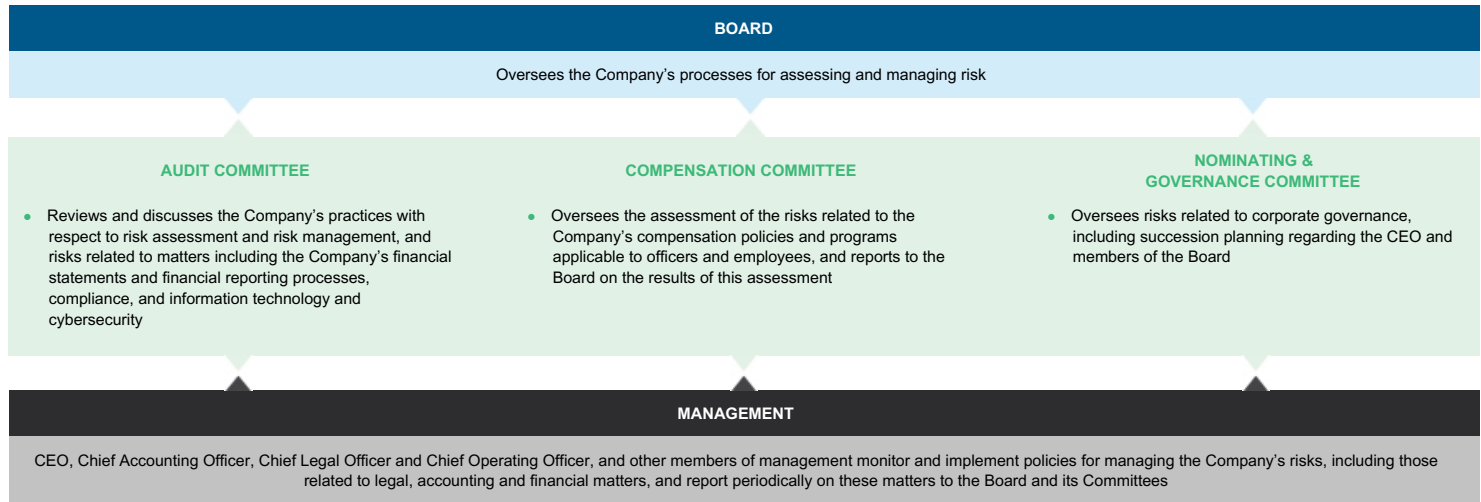 BOARD
Oversees the Company’s processes for assessing and managing risk
AUDIT COMMITTEE
• Reviews and discusses the Company’s practices with
respect to risk assessment and risk management, and
risks related to matters including the Company’s financial
statements and financial reporting processes,
compliance, and information technology and
cybersecurity
COMPENSATION COMMITTEE
• Oversees the assessment of the risks related to the
Company’s compensation policies and programs
applicable to officers and employees, and reports to the
Board on the results of this assessment
NOMINATING &
GOVERNANCE COMMITTEE
• Oversees risks related to corporate governance,
including succession planning regarding the CEO and
members of the Board
MANAGEMENT
CEO, Chief Accounting Officer, Chief Legal Officer and Chief Operating Officer, and other members of management monitor and implement policies for managing the Company’s risks, including those
related to legal, accounting and financial matters, and report periodically on these matters to the Board and its Committees